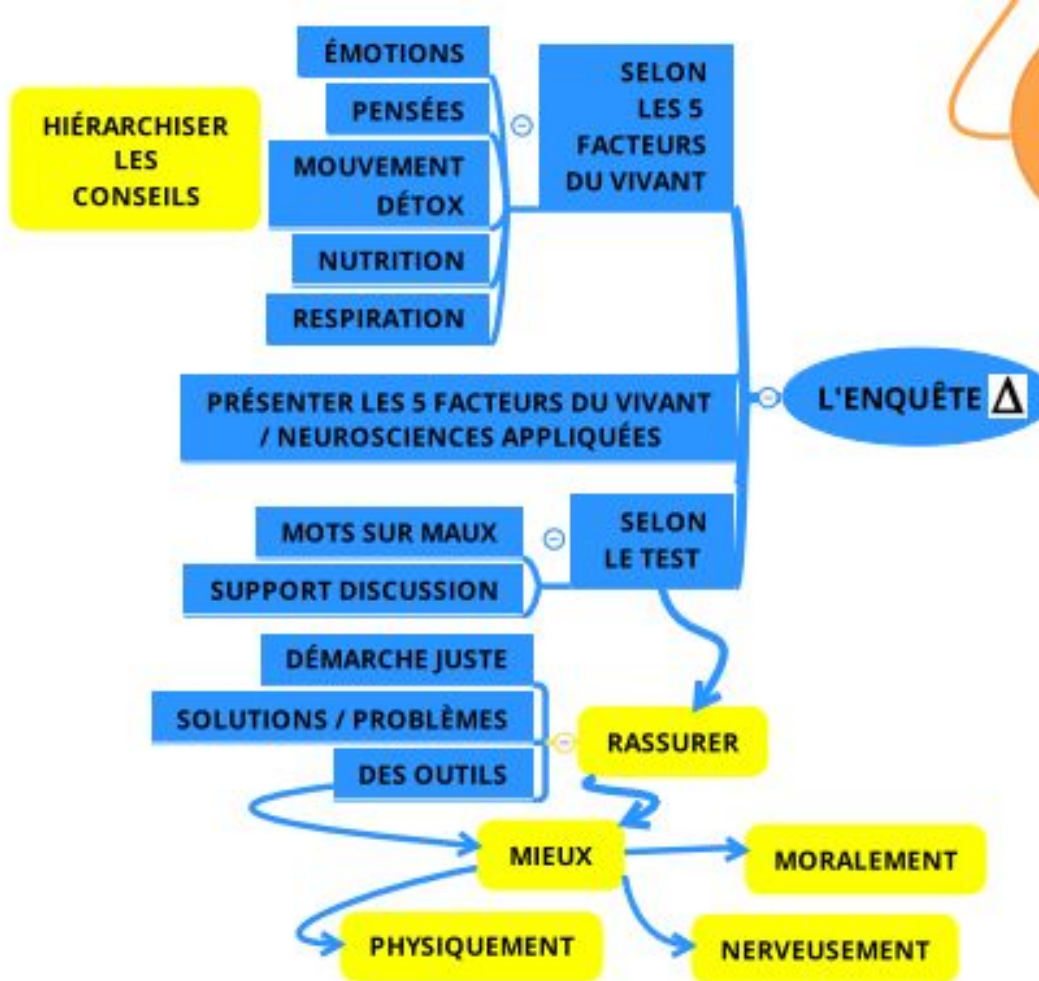 ÉMOTIONS
PENSÉES
MOUVEMENT
DÉTOX
NUTRITION
RESPIRATION
HIÉRARCHISER
LES
CONSEILS
SELON
LES 5
FACTEURS
DU VIVANT
PRÉSENTER LES 5 FACTEURS DU VIVANT
/ NEUROSCIENCES APPLIQUÉES
L'ENQUÊTE Δ
MOTS SUR MAUX
SUPPORT DISCUSSION
SELON
LE TEST
DÉMARCHE JUSTE
SOLUTIONS / PROBLÈMES
DES OUTILS
RASSURER
MIEUX
MORALEMENT
PHYSIQUEMENT
NERVEUSEMENT